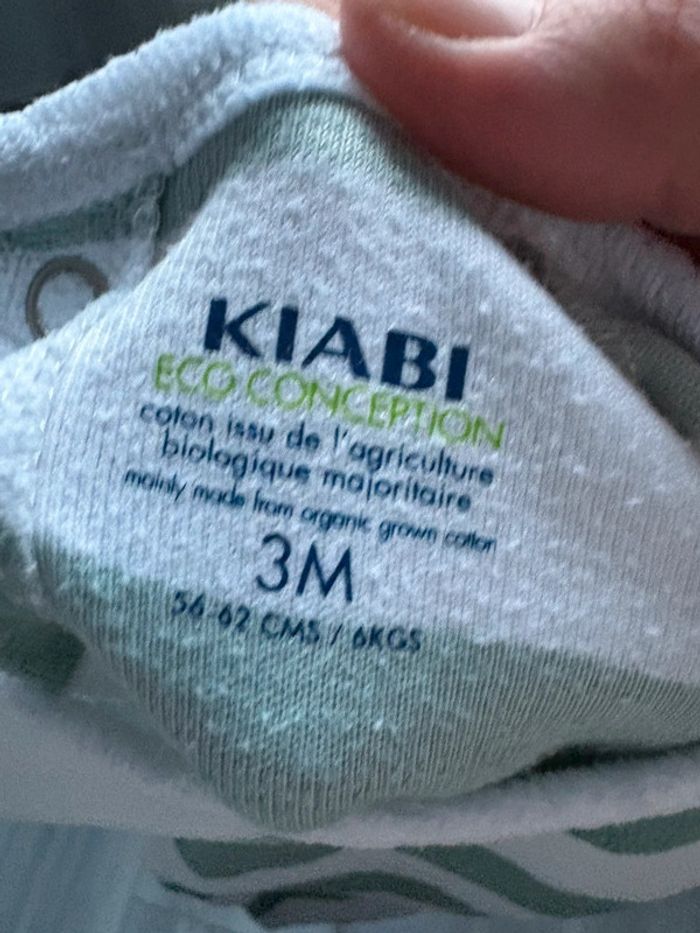 KIABI
ECO CONCEPTION
coton issu de l'agriculture
biologique majoritaire
mainly made from organic grown cotton
3M
56-62 CMS / 6KGS